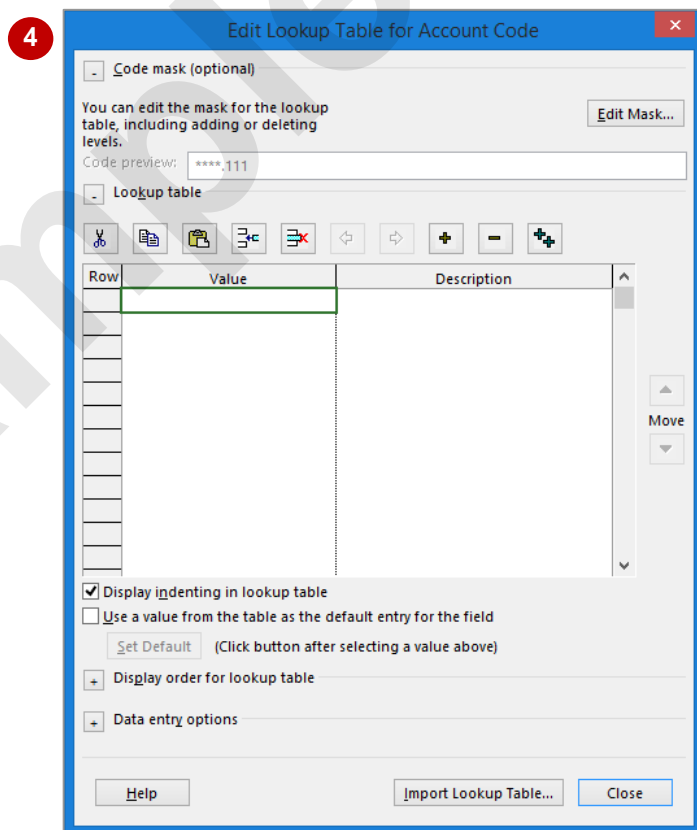 4
Edit Lookup Table for Account Code
×
- Code mask (optional)
You can edit the mask for the lookup
table, including adding or deleting
levels.
Edit Mask...
Code preview: ****.111
- Lookup table
Row Value Description
Move
Display indenting in lookup table
Use a value from the table as the default entry for the field
Set Default (Click button after selecting a value above)
+ Display order for lookup table
+ Data entry options
Help Import Lookup Table... Close